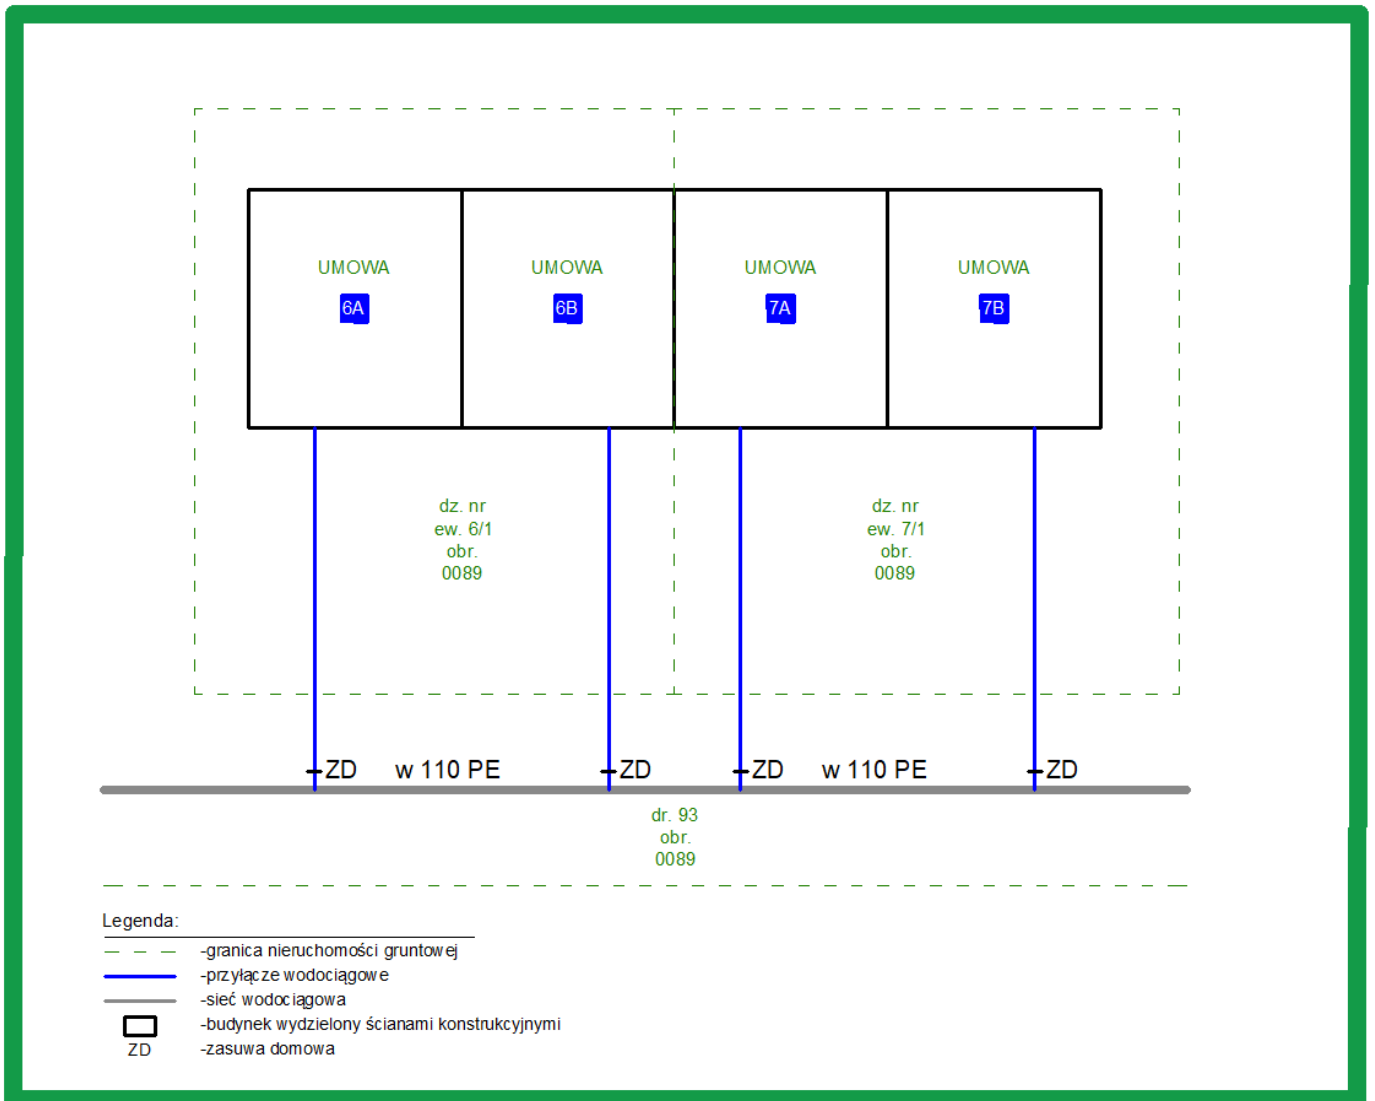 UMOWA UMOWA UMOWA UMOWA
6A 6B 7A 7B
dz. nr dz. nr
ew. 6/1 ew. 7/1
obr. obr.
0089 0089
ZD w 110 PE ZD ZD w 110 PE ZD
dr. 93
obr.
0089
Legenda:
-granica nieruchomości gruntowej
-przyłącze wodociągowe
-sieć wodociągowa
-budynek wydzielony ścianami konstrukcyjnymi
ZD -zasuwa domowa